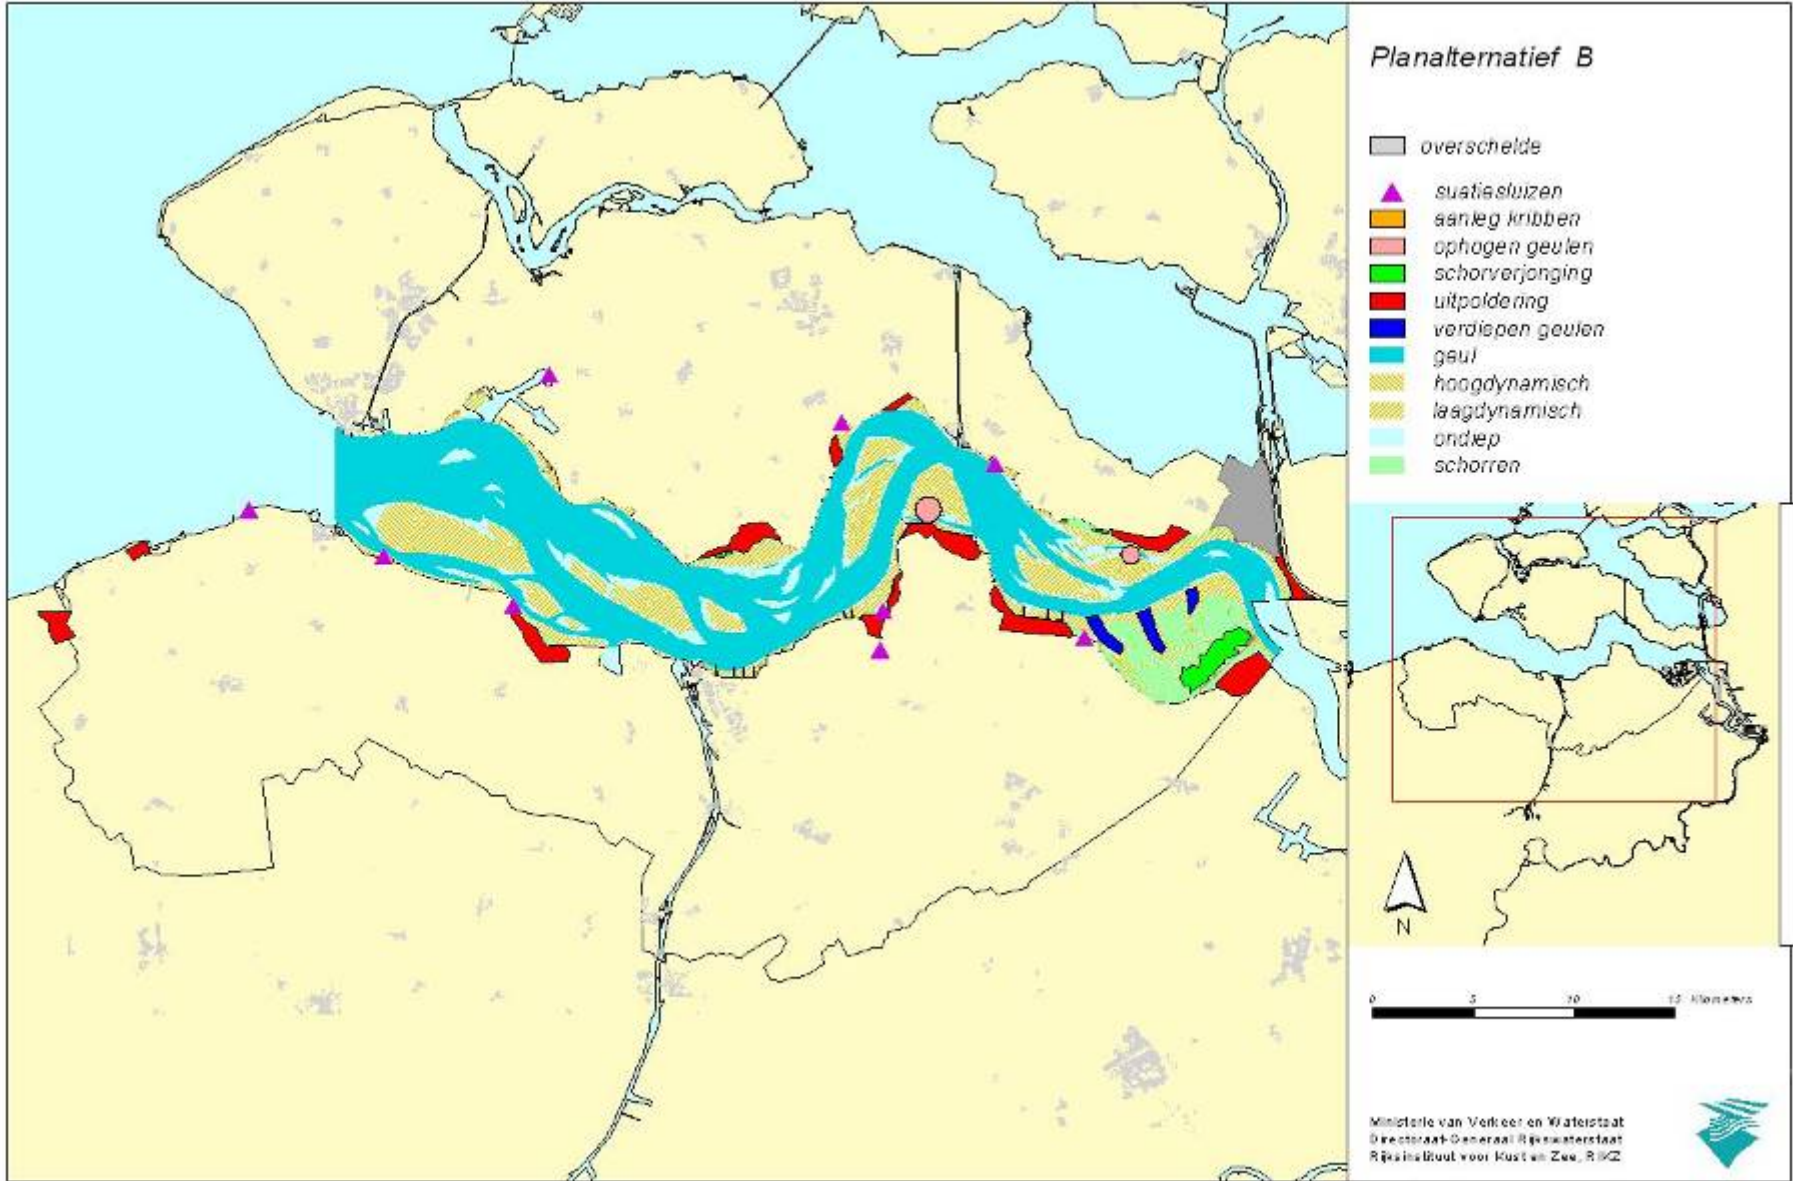 Planalternatief B
overschelde
suatiesluizen
aanleg kribben
ophogen geulen
schorverjonging
uitpoldering
verdiepen geulen
geul
hoogdynamisch
laagdynamisch
ondiep
schorren
N
0 5 10 15 Kilometers
Ministerie van Verkeer en Waterstaat
Directoraat-Generaal Rijkswaterstaat
Rijksinstituut voor Kust en Zee, RIKZ